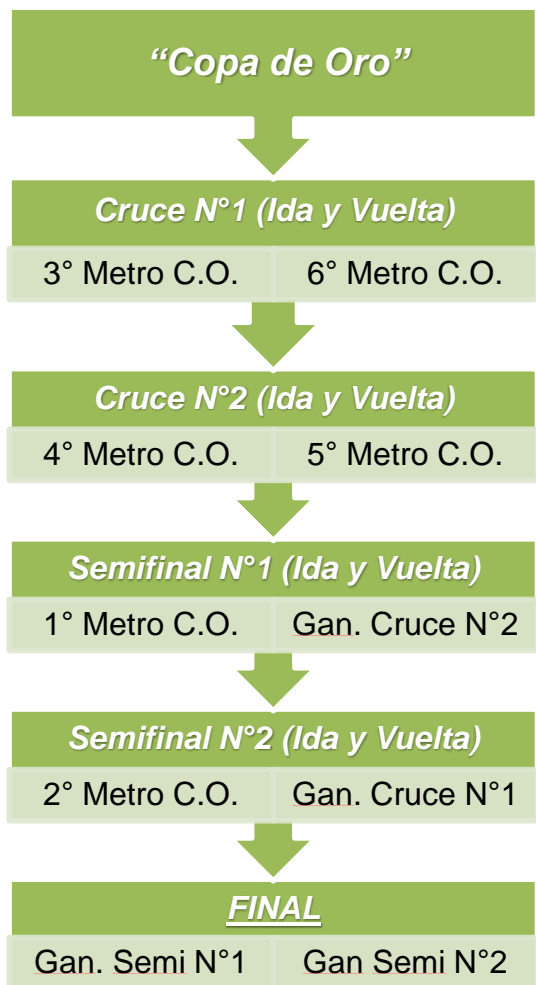 “Copa de Oro”
Cruce N°1 (Ida y Vuelta)
3° Metro C.O. 6° Metro C.O.
Cruce N°2 (Ida y Vuelta)
4° Metro C.O. 5° Metro C.O.
Semifinal N°1 (Ida y Vuelta)
1° Metro C.O. Gan. Cruce N°2
Semifinal N°2 (Ida y Vuelta)
2° Metro C.O. Gan. Cruce N°1
FINAL
Gan. Semi N°1 Gan Semi N°2